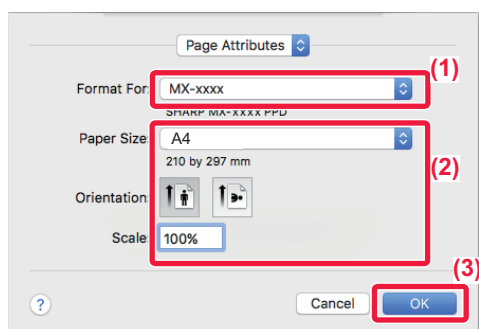 Page Attributes
(1)
Format For: MX-xxxx
SHARP MX-xxxx PPD
Paper Size: A4
210 by 297 mm
(2)
Orientation:
Scale: 100%
(3)
? Cancel OK